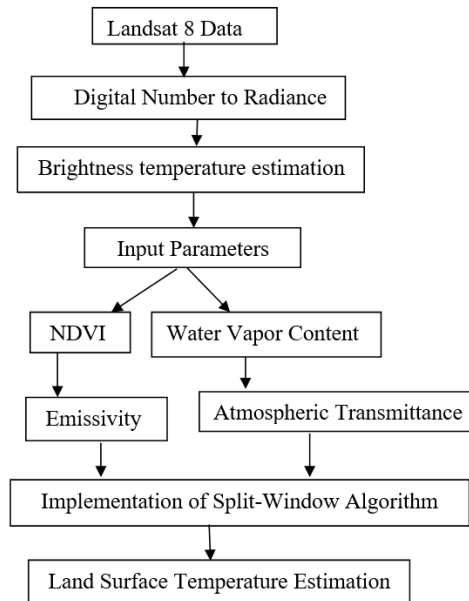 Landsat 8 Data
Digital Number to Radiance
Brightness temperature estimation
Input Parameters
NDVI
Water Vapor Content
Emissivity
Atmospheric Transmittance
Implementation of Split-Window Algorithm
Land Surface Temperature Estimation